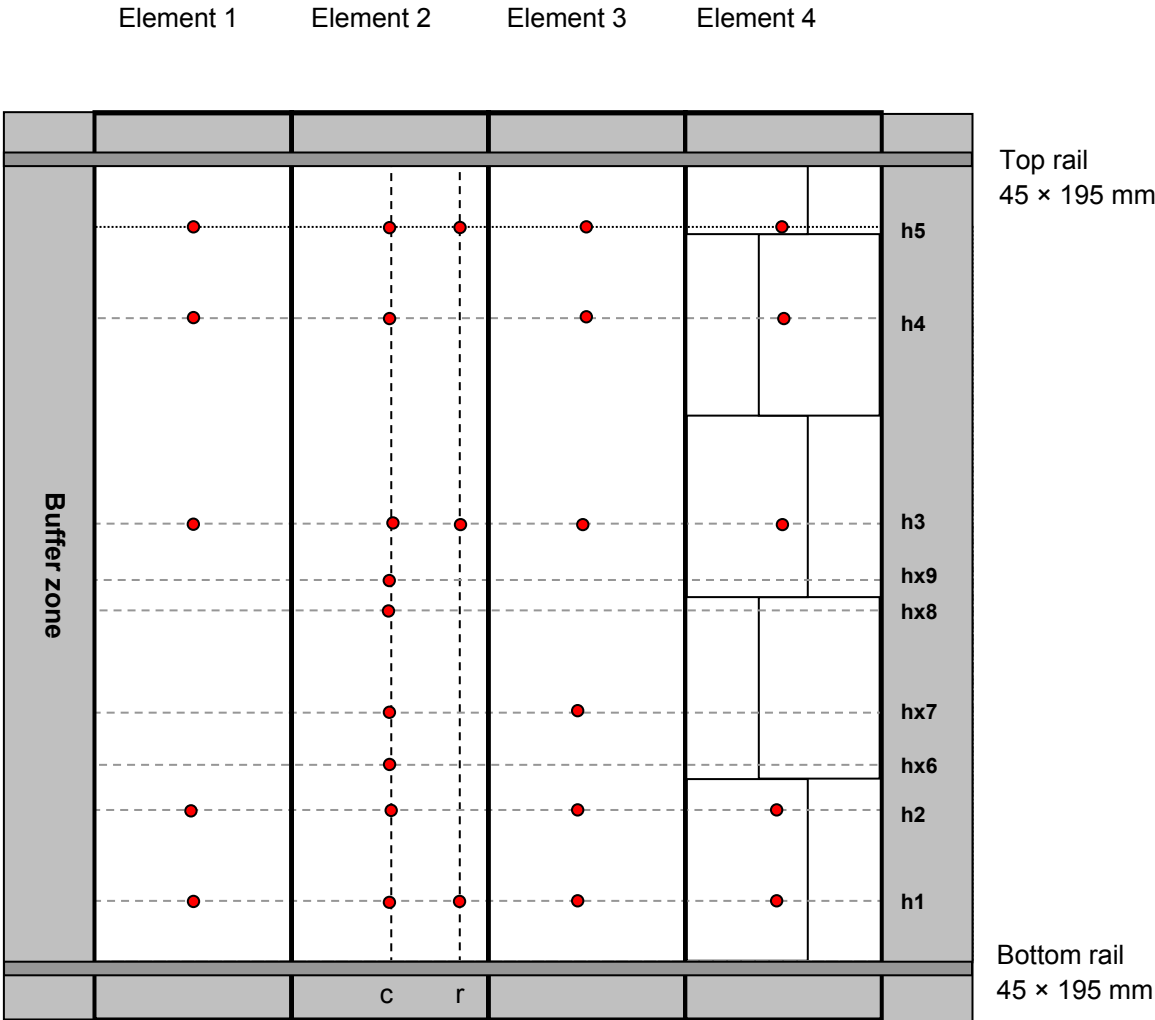 Element 1 Element 2 Element 3 Element 4
Top rail
45 × 195 mm
h5
h4
Buffer zone
h3
hx9
hx8
hx7
hx6
h2
h1
Bottom rail
45 × 195 mm
c r